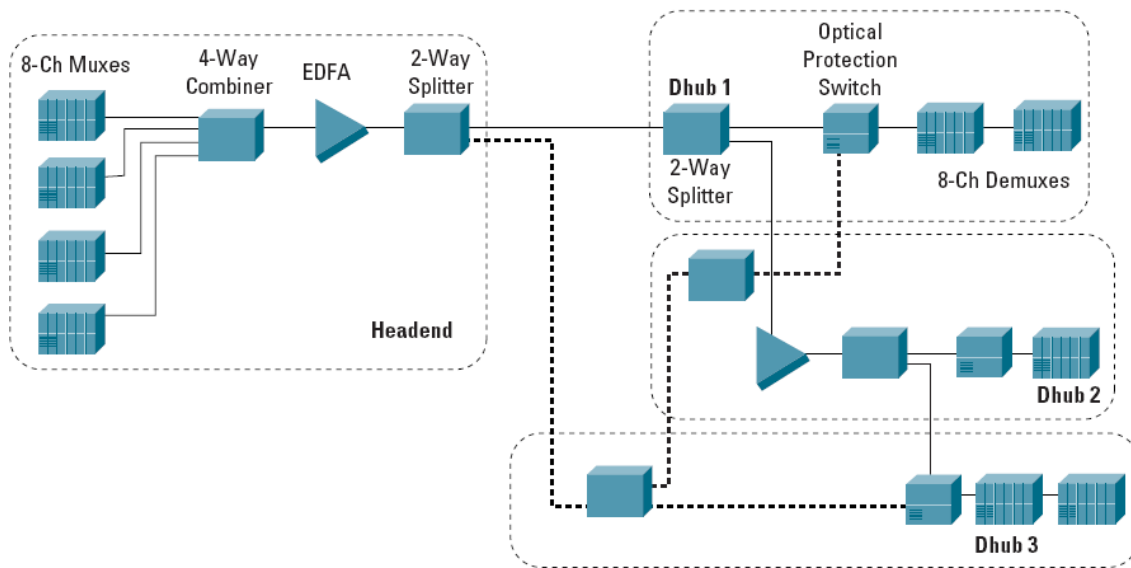 8-Ch Muxes
4-Way
Combiner
EDFA
2-Way
Splitter
Headend
Optical
Protection
Switch
Dhub 1
2-Way
Splitter
8-Ch Demuxes
Dhub 2
Dhub 3